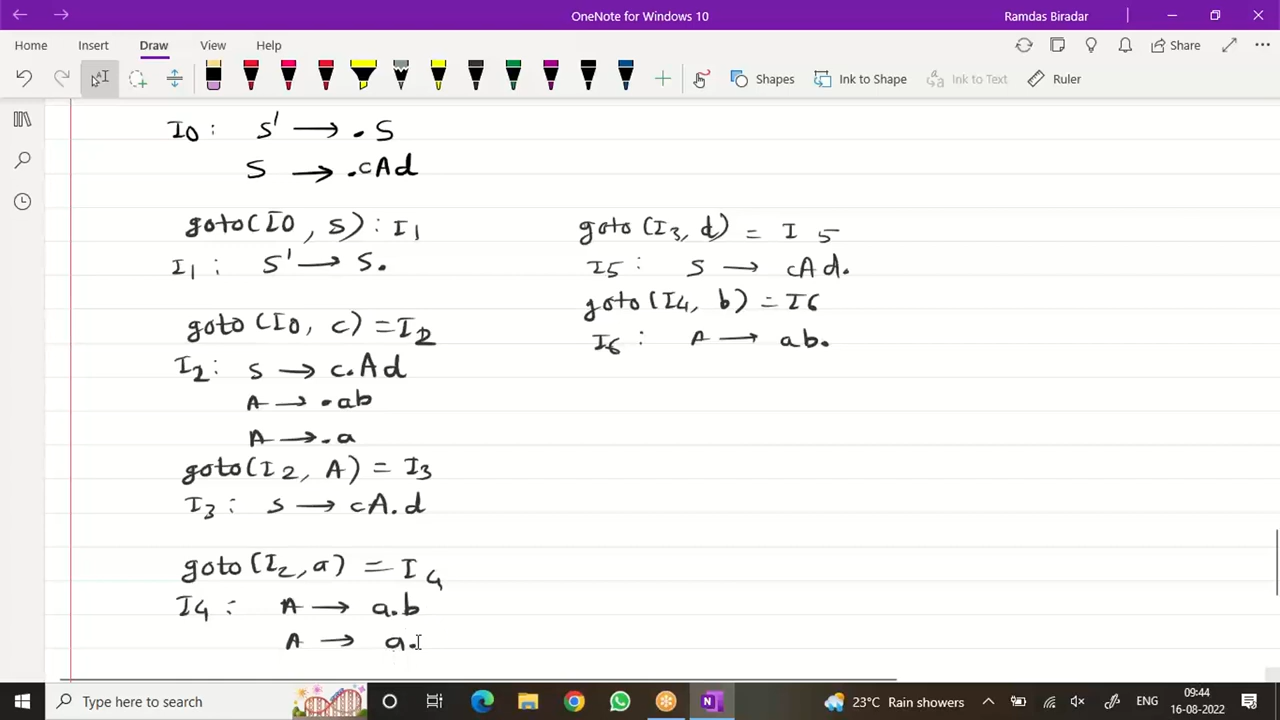 OneNote for Windows 10
Ramdas Biradar
Home Insert Draw View Help
Share
Shapes Ink to Shape Ink to Text Ruler
I0 : S' → .S
S → .cAd
goto(I0 , S) : I1
I1 : S' → S.
goto(I0, c) = I2
I2 : S → c.Ad
A → .ab
A → .a
goto(I2, A) = I3
I3 : S → cA.d
goto(I2, a) = I4
I4 : A → a.b
A → a.
goto (I3, d) = I5
I5 : S → cAd.
goto(I4, b) = I6
I6 : A → ab.
Type here to search
23°C Rain showers
ENG
09:44
16-08-2022